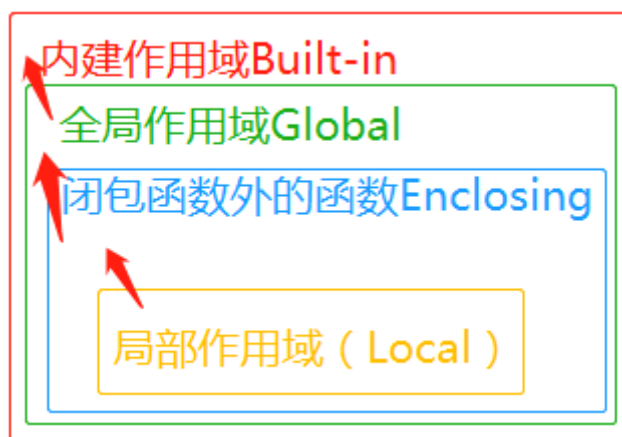 内建作用域Built-in
全局作用域Global
闭包函数外的函数Enclosing
局部作用域（Local）